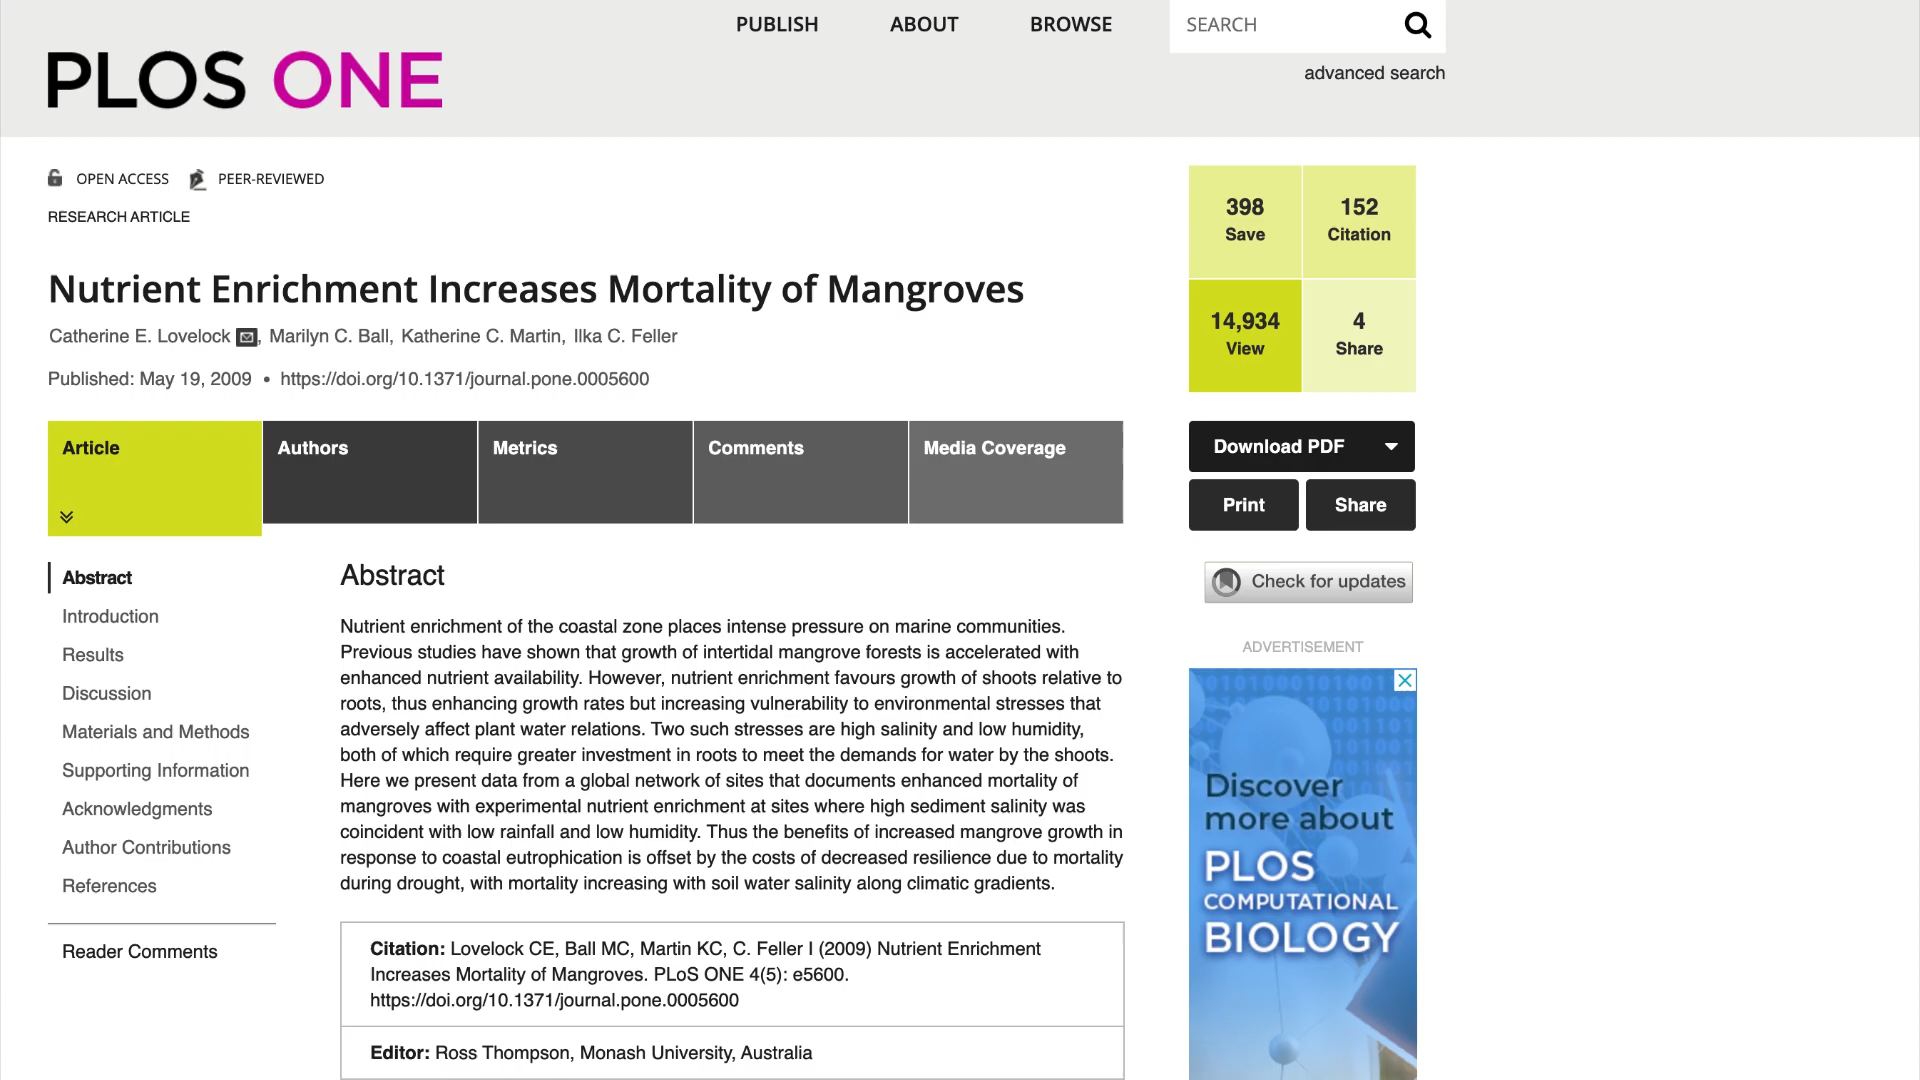 PUBLISH ABOUT BROWSE SEARCH
advanced search
PLOS ONE
OPEN ACCESS PEER-REVIEWED
RESEARCH ARTICLE
Nutrient Enrichment Increases Mortality of Mangroves
Catherine E. Lovelock, Marilyn C. Ball, Katherine C. Martin, Ilka C. Feller
Published: May 19, 2009 • https://doi.org/10.1371/journal.pone.0005600
398
Save
152
Citation
14,934
View
4
Share
Article
Authors
Metrics
Comments
Media Coverage
Download PDF
Print
Share
Check for updates
Abstract
Introduction
Results
Discussion
Materials and Methods
Supporting Information
Acknowledgments
Author Contributions
References
Reader Comments
Abstract
Nutrient enrichment of the coastal zone places intense pressure on marine communities.
Previous studies have shown that growth of intertidal mangrove forests is accelerated with
enhanced nutrient availability. However, nutrient enrichment favours growth of shoots relative to
roots, thus enhancing growth rates but increasing vulnerability to environmental stresses that
adversely affect plant water relations. Two such stresses are high salinity and low humidity,
both of which require greater investment in roots to meet the demands for water by the shoots.
Here we present data from a global network of sites that documents enhanced mortality of
mangroves with experimental nutrient enrichment at sites where high sediment salinity was
coincident with low rainfall and low humidity. Thus the benefits of increased mangrove growth in
response to coastal eutrophication is offset by the costs of decreased resilience due to mortality
during drought, with mortality increasing with soil water salinity along climatic gradients.
Citation: Lovelock CE, Ball MC, Martin KC, C. Feller I (2009) Nutrient Enrichment
Increases Mortality of Mangroves. PLoS ONE 4(5): e5600.
https://doi.org/10.1371/journal.pone.0005600
Editor: Ross Thompson, Monash University, Australia
ADVERTISEMENT
Discover
more about
PLOS
COMPUTATIONAL
BIOLOGY